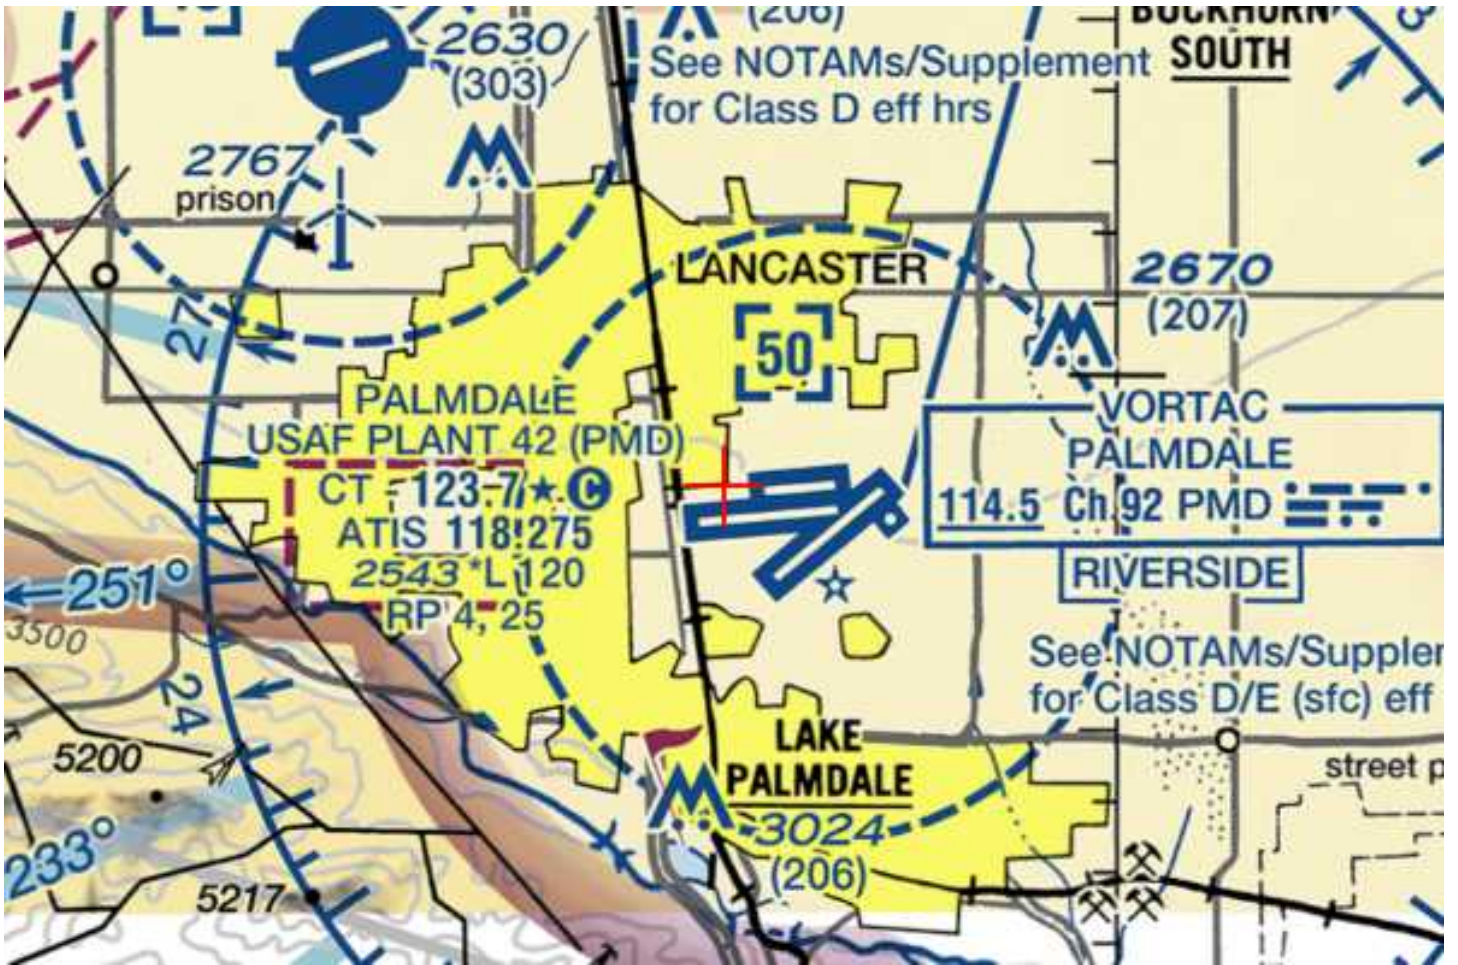 (206)
BUCKHORN
SOUTH
3
2630
(303)
See NOTAMs/Supplement
for Class D eff hrs
2767
prison
LANCASTER
2670
(207)
27
50
PALMDALE
USAF PLANT 42 (PMD)
CT - 123.7 ★ C
ATIS 118.275
2543 *L 120
RP 4, 25
VORTAC
PALMDALE
114.5 Ch 92 PMD
RIVERSIDE
251°
3500
See NOTAMs/Suppler
for Class D/E (sfc) eff
24
5200
LAKE
PALMDALE
street p
3024
(206)
233°
5217